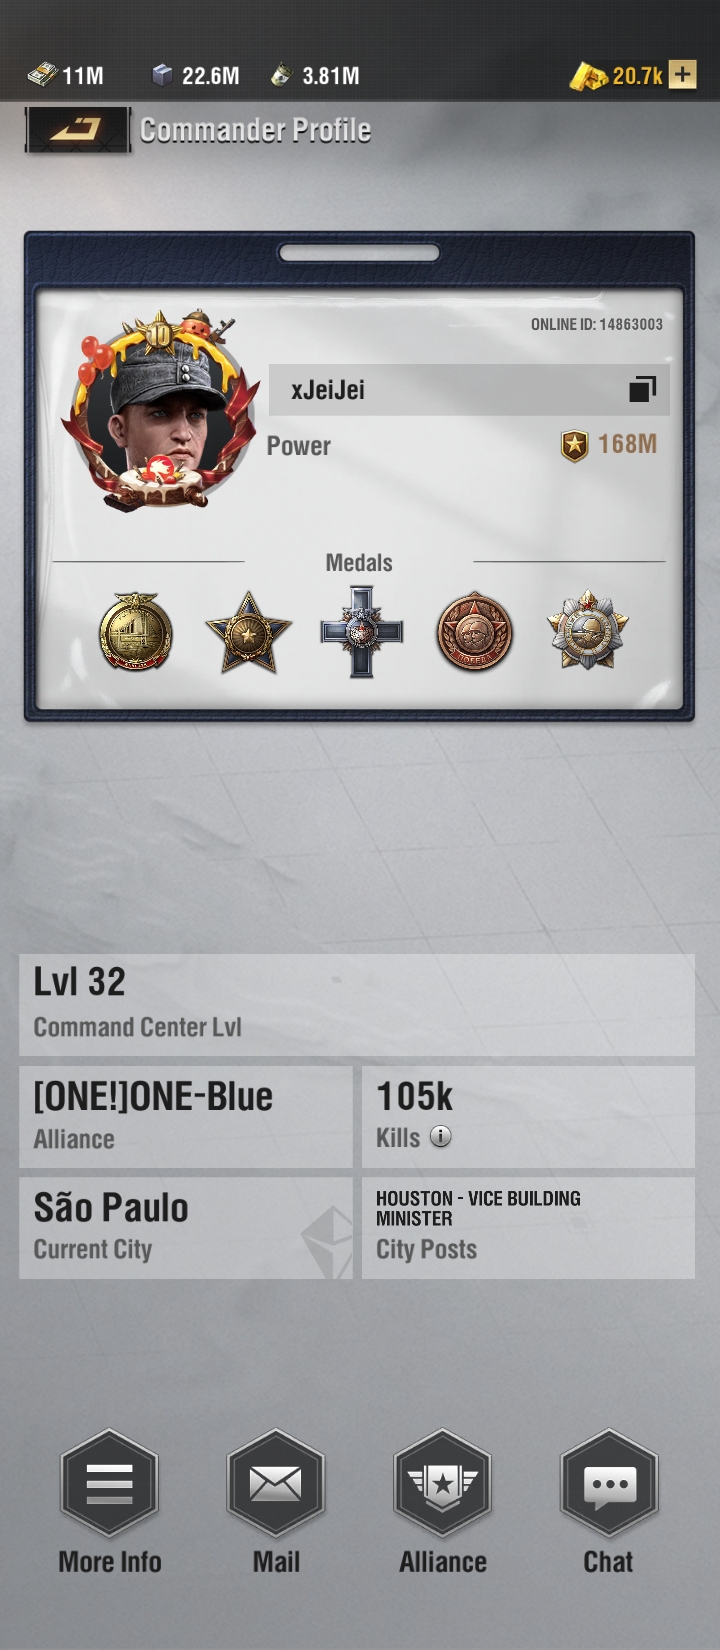 11M
22.6M
3.81M
20.7k
Commander Profile
10
ONLINE ID: 14863003
xJeiJei
Power
168M
Medals
Lvl 32
Command Center Lvl
[ONE!]ONE-Blue
Alliance
105k
Kills
São Paulo
Current City
HOUSTON - VICE BUILDING
MINISTER
City Posts
More Info
Mail
Alliance
Chat